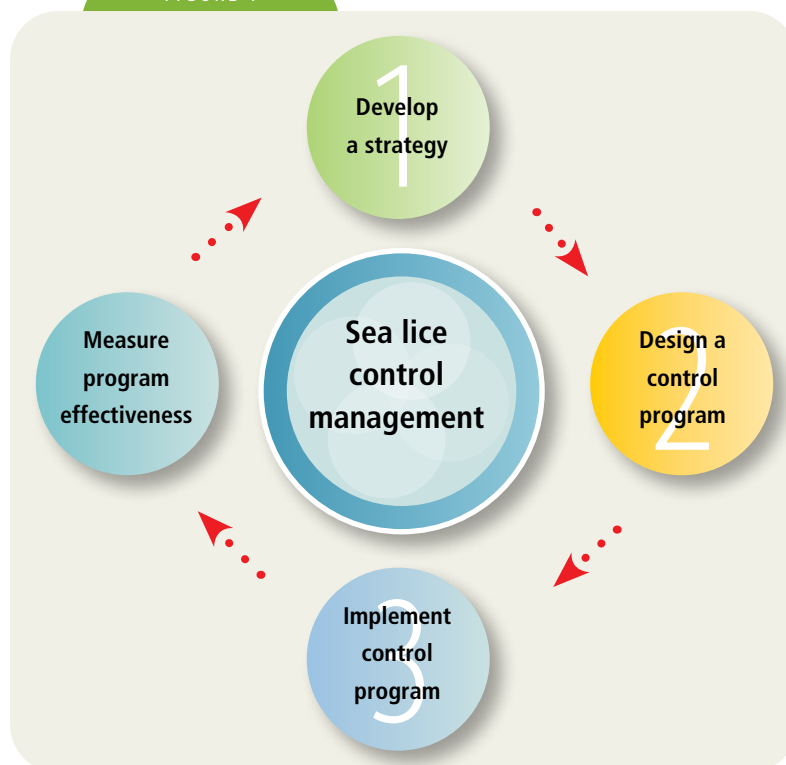 1
Develop
a strategy
2
Design a
control
program
3
Implement
control
program
Measure
program
effectiveness
Sea lice
control
management